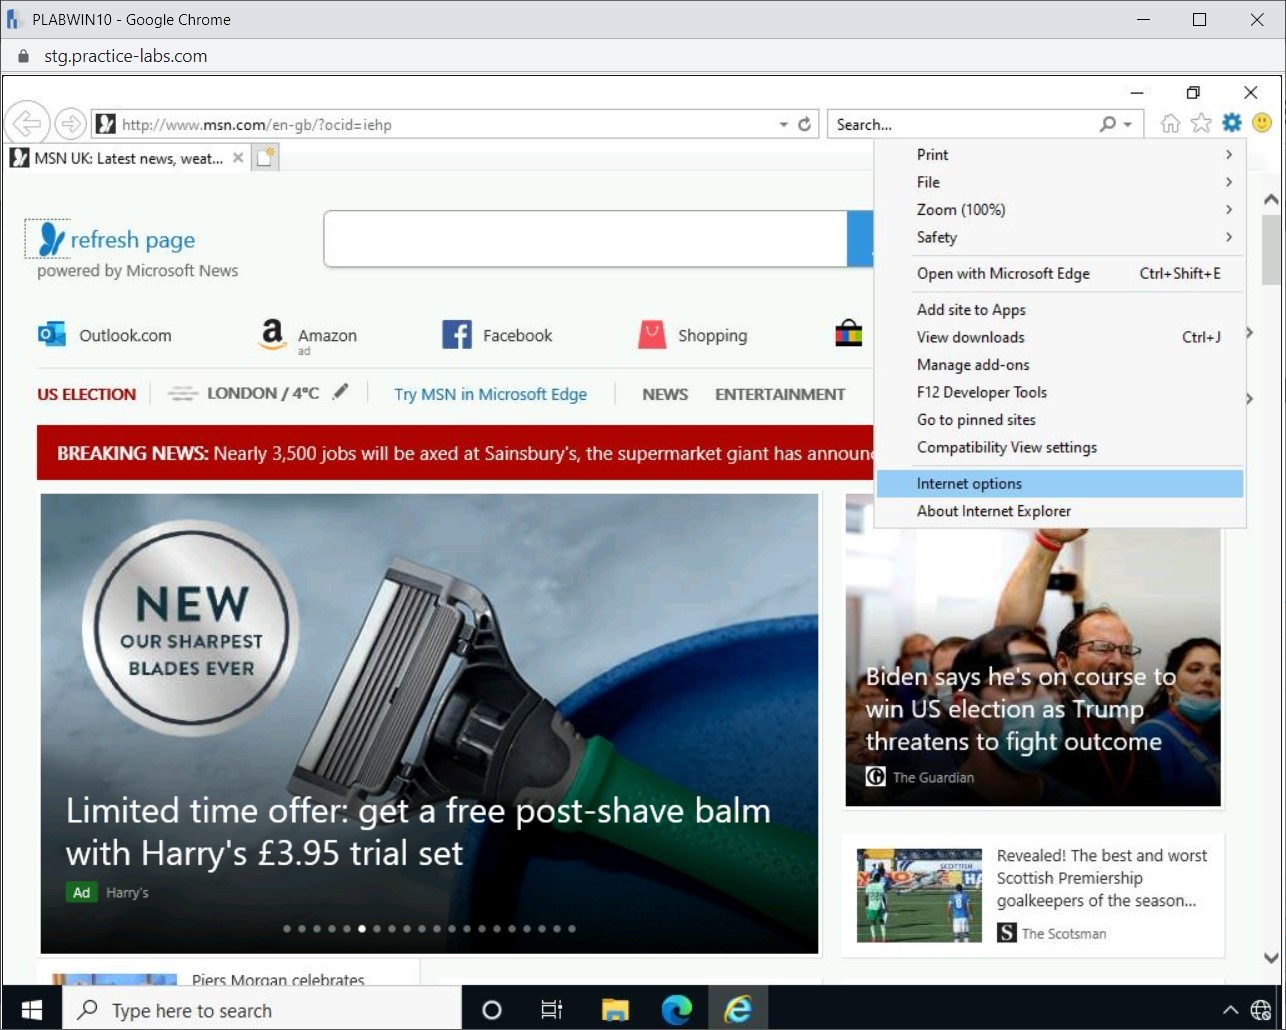 PLABWIN10 - Google Chrome
stg.practice-labs.com
http://www.msn.com/en-gb/?ocid=iehp
Search...
MSN UK: Latest news, weat...
Print
File
Zoom (100%)
Safety
Open with Microsoft Edge Ctrl+Shift+E
Add site to Apps
View downloads Ctrl+J
Manage add-ons
F12 Developer Tools
Go to pinned sites
Compatibility View settings
Internet options
About Internet Explorer
refresh page
powered by Microsoft News
Outlook.com
Amazon
ad
Facebook
Shopping
US ELECTION
LONDON / 4°C
Try MSN in Microsoft Edge
NEWS
ENTERTAINMENT
BREAKING NEWS: Nearly 3,500 jobs will be axed at Sainsbury's, the supermarket giant has announc
NEW
OUR SHARPEST
BLADES EVER
Limited time offer: get a free post-shave balm
with Harry's £3.95 trial set
Ad Harry's
Biden says he's on course to
win US election as Trump
threatens to fight outcome
The Guardian
SCOTTISH
Revealed! The best and worst
Scottish Premiership
goalkeepers of the season...
S The Scotsman
Piers Morgan celebrates
Type here to search